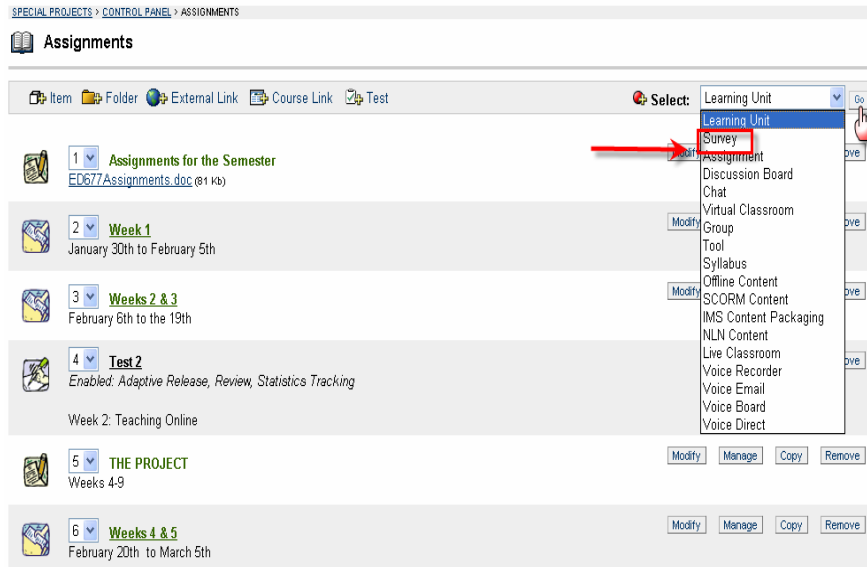 SPECIAL PROJECTS > CONTROL PANEL > ASSIGNMENTS
Assignments
Item Folder External Link Course Link Test Select: Learning Unit Go
Learning Unit
Survey
Assignment
Discussion Board
Chat
Virtual Classroom
Group
Tool
Syllabus
Offline Content
SCORM Content
IMS Content Packaging
NLN Content
Live Classroom
Voice Recorder
Voice Email
Voice Board
Voice Direct
1 Assignments for the Semester
ED677Assignments.doc (81 Kb)
2 Week 1 Modify
January 30th to February 5th
3 Weeks 2 & 3 Modify
February 6th to the 19th
4 Test 2
Enabled: Adaptive Release, Review, Statistics Tracking
Week 2: Teaching Online
5 THE PROJECT Modify Manage Copy Remove
Weeks 4-9
6 Weeks 4 & 5 Modify Manage Copy Remove
February 20th to March 5th